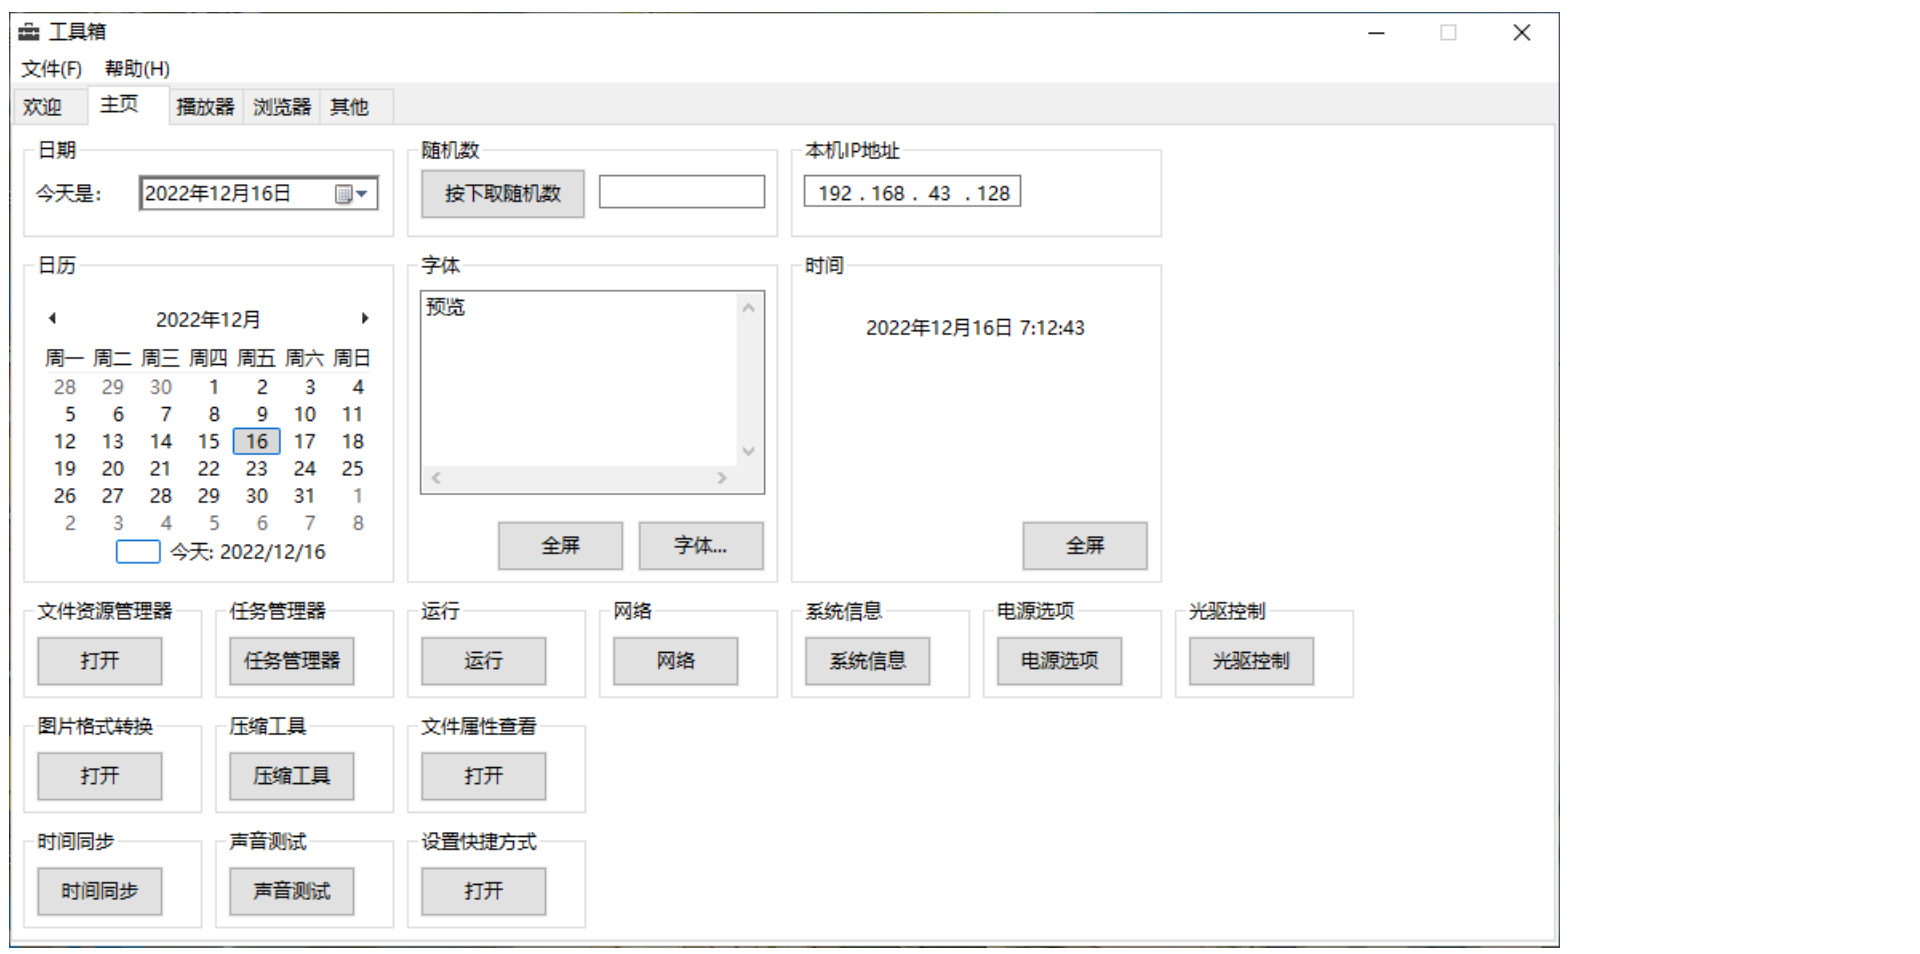 工具箱
文件(F) 帮助(H)
欢迎 主页 播放器 浏览器 其他
日期 随机数 本机IP地址
今天是: 2022年12月16日 按下取随机数 192 . 168 . 43 . 128
日历 字体 时间
预览
2022年12月 2022年12月16日 7:12:43
周一 周二 周三 周四 周五 周六 周日
28 29 30 1 2 3 4
5 6 7 8 9 10 11
12 13 14 15 16 17 18
19 20 21 22 23 24 25
26 27 28 29 30 31 1
2 3 4 5 6 7 8
今天: 2022/12/16 全屏 字体... 全屏
文件资源管理器 任务管理器 运行 网络 系统信息 电源选项 光驱控制
打开 任务管理器 运行 网络 系统信息 电源选项 光驱控制
图片格式转换 压缩工具 文件属性查看
打开 压缩工具 打开
时间同步 声音测试 设置快捷方式
时间同步 声音测试 打开